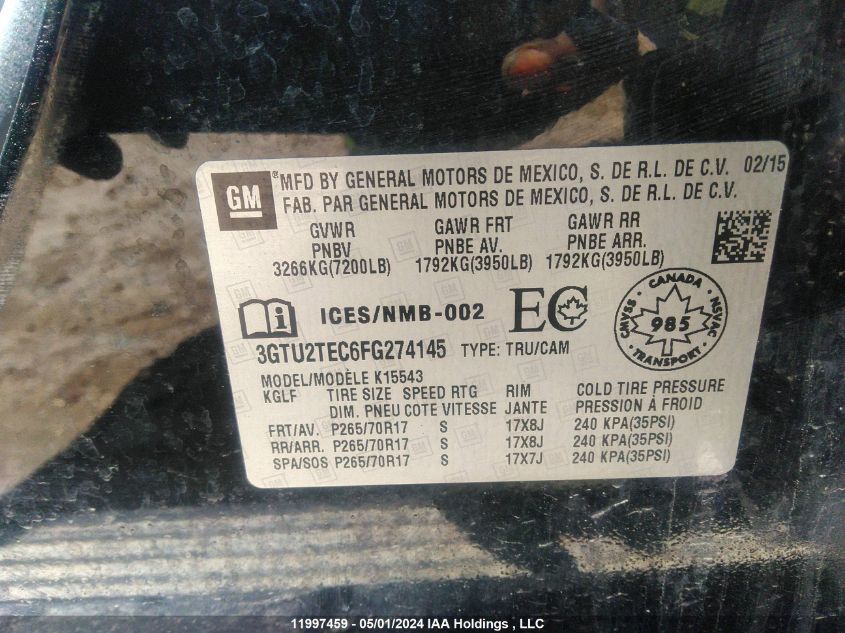 GM ® MFD BY GENERAL MOTORS DE MEXICO, S. DE R.L. DE C.V. 02/15
FAB. PAR GENERAL MOTORS DE MEXICO, S. DE R.L. DE C.V.
GVWR GAWR FRT GAWR RR
PNBV PNBE AV. PNBE ARR.
3266KG(7200LB) 1792KG(3950LB) 1792KG(3950LB)
ICES/NMB-002 EC
CANADA
CMVSS 985 NSVAC
TRANSPORT
3GTU2TEC6FG274145 TYPE: TRU/CAM
MODEL/MODÈLE K15543
KGLF TIRE SIZE SPEED RTG RIM COLD TIRE PRESSURE
DIM. PNEU COTE VITESSE JANTE PRESSION À FROID
FRT/AV. P265/70R17 S 17X8J 240 KPA(35PSI)
RR/ARR. P265/70R17 S 17X8J 240 KPA(35PSI)
SPA/SOS P265/70R17 S 17X7J 240 KPA(35PSI)
11997459 - 05/01/2024 IAA Holdings , LLC